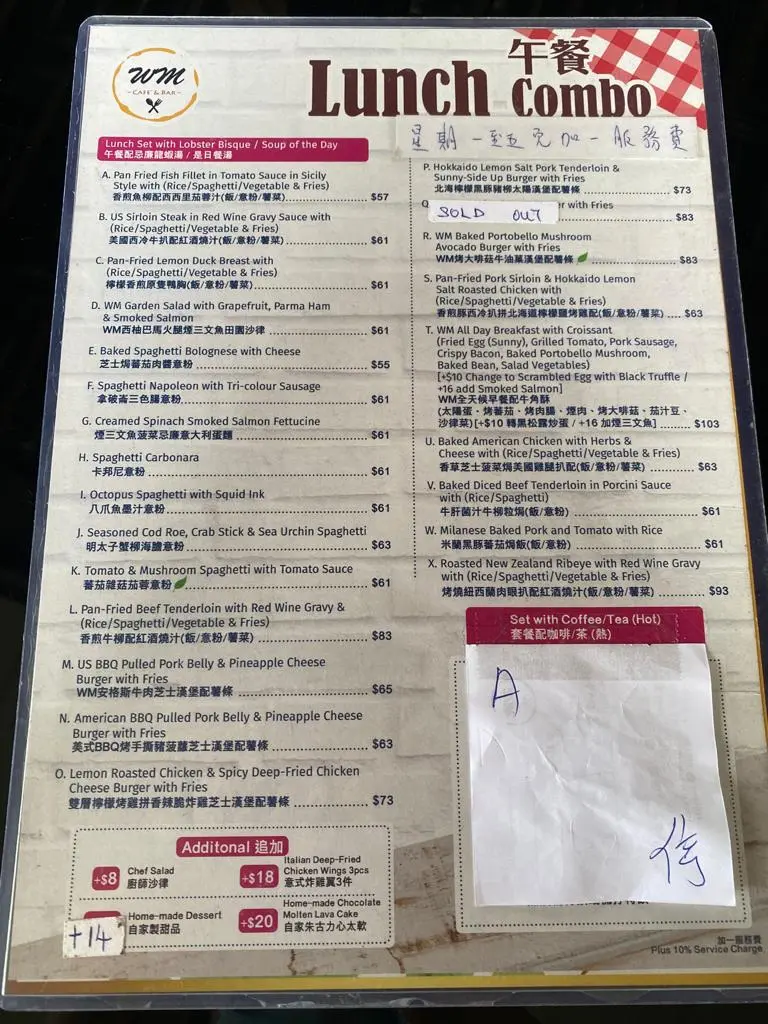 WM
CAFE & BAR
Lunch
午餐
Combo
星期一至五免加一服務費
Lunch Set with Lobster Bisque / Soup of the Day
午餐配忌廉龍蝦湯 / 是日餐湯
A. Pan Fried Fish Fillet in Tomato Sauce in Sicily
Style with (Rice/Spaghetti/Vegetable & Fries)
香煎魚柳配西西里茄蓉汁(飯/意粉/薯菜) $57
B. US Sirloin Steak in Red Wine Gravy Sauce with
(Rice/Spaghetti/Vegetable & Fries)
美國西冷牛扒配紅酒燒汁(飯/意粉/薯菜) $61
C. Pan-Fried Lemon Duck Breast with
(Rice/Spaghetti/Vegetable & Fries)
檸檬香煎原隻鴨胸(飯/意粉/薯菜) $61
D. WM Garden Salad with Grapefruit, Parma Ham
& Smoked Salmon
WM西柚巴馬火腿煙三文魚田園沙律 $61
E. Baked Spaghetti Bolognese with Cheese
芝士焗蕃茄肉醬意粉 $55
F. Spaghetti Napoleon with Tri-colour Sausage
拿破崙三色腸意粉 $61
G. Creamed Spinach Smoked Salmon Fettucine
煙三文魚菠菜忌廉意大利蛋麵 $61
H. Spaghetti Carbonara
卡邦尼意粉 $61
I. Octopus Spaghetti with Squid Ink
八爪魚墨汁意粉 $61
J. Seasoned Cod Roe, Crab Stick & Sea Urchin Spaghetti
明太子蟹柳海膽意粉 $63
K. Tomato & Mushroom Spaghetti with Tomato Sauce
蕃茄雜菇茄蓉意粉 $61
L. Pan-Fried Beef Tenderloin with Red Wine Gravy &
(Rice/Spaghetti/Vegetable & Fries)
香煎牛柳配紅酒燒汁(飯/意粉/薯菜) $83
M. US BBQ Pulled Pork Belly & Pineapple Cheese
Burger with Fries
WM安格斯牛肉芝士漢堡配薯條 $65
N. American BBQ Pulled Pork Belly & Pineapple Cheese
Burger with Fries
美式BBQ烤手撕豬菠蘿芝士漢堡配薯條 $63
O. Lemon Roasted Chicken & Spicy Deep-Fried Chicken
Cheese Burger with Fries
雙層檸檬烤雞拼香辣脆炸雞芝士漢堡配薯條 $73
Additonal 追加
+$8 Chef Salad
廚師沙律
+$18 Italian Deep-Fried
Chicken Wings 3pcs
意式炸雞翼3件
+14 Home-made Dessert
自家製甜品
+$20 Home-made Chocolate
Molten Lava Cake
自家朱古力心太軟
P. Hokkaido Lemon Salt Pork Tenderloin &
Sunny-Side Up Burger with Fries
北海檸檬黑豚豬柳太陽漢堡配薯條 $73
Q SOLD OUT er with Fries
$83
R. WM Baked Portobello Mushroom
Avocado Burger with Fries
WM烤大啡菇牛油菓漢堡配薯條 $83
S. Pan-Fried Pork Sirloin & Hokkaido Lemon
Salt Roasted Chicken with
(Rice/Spaghetti/Vegetable & Fries)
香煎豚西冷扒拼北海道檸檬鹽烤雞配(飯/意粉/薯菜) $63
T. WM All Day Breakfast with Croissant
(Fried Egg (Sunny), Grilled Tomato, Pork Sausage,
Crispy Bacon, Baked Portobello Mushroom,
Baked Bean, Salad Vegetables)
[+$10 Change to Scrambled Egg with Black Truffle /
+16 add Smoked Salmon]
WM全天候早餐配牛角酥
(太陽蛋、烤蕃茄、烤肉腸、煙肉、烤大啡菇、茄汁豆、
沙律菜) [+$10 轉黑松露炒蛋 / +16 加煙三文魚] $103
U. Baked American Chicken with Herbs &
Cheese with (Rice/Spaghetti/Vegetable & Fries)
香草芝士菠菜焗美國雞腿扒配(飯/意粉/薯菜) $63
V. Baked Diced Beef Tenderloin in Porcini Sauce
with (Rice/Spaghetti)
牛肝菌汁牛柳粒焗(飯/意粉) $61
W. Milanese Baked Pork and Tomato with Rice
米蘭黑豚蕃茄焗飯(飯/意粉) $61
X. Roasted New Zealand Ribeye with Red Wine Gravy
with (Rice/Spaghetti/Vegetable & Fries)
烤燒紐西蘭肉眼扒配紅酒汁(飯/意粉/薯菜) $93
Set with Coffee/Tea (Hot)
套餐配咖啡/茶 (熱)
A
加一服務費
Plus 10% Service Charge